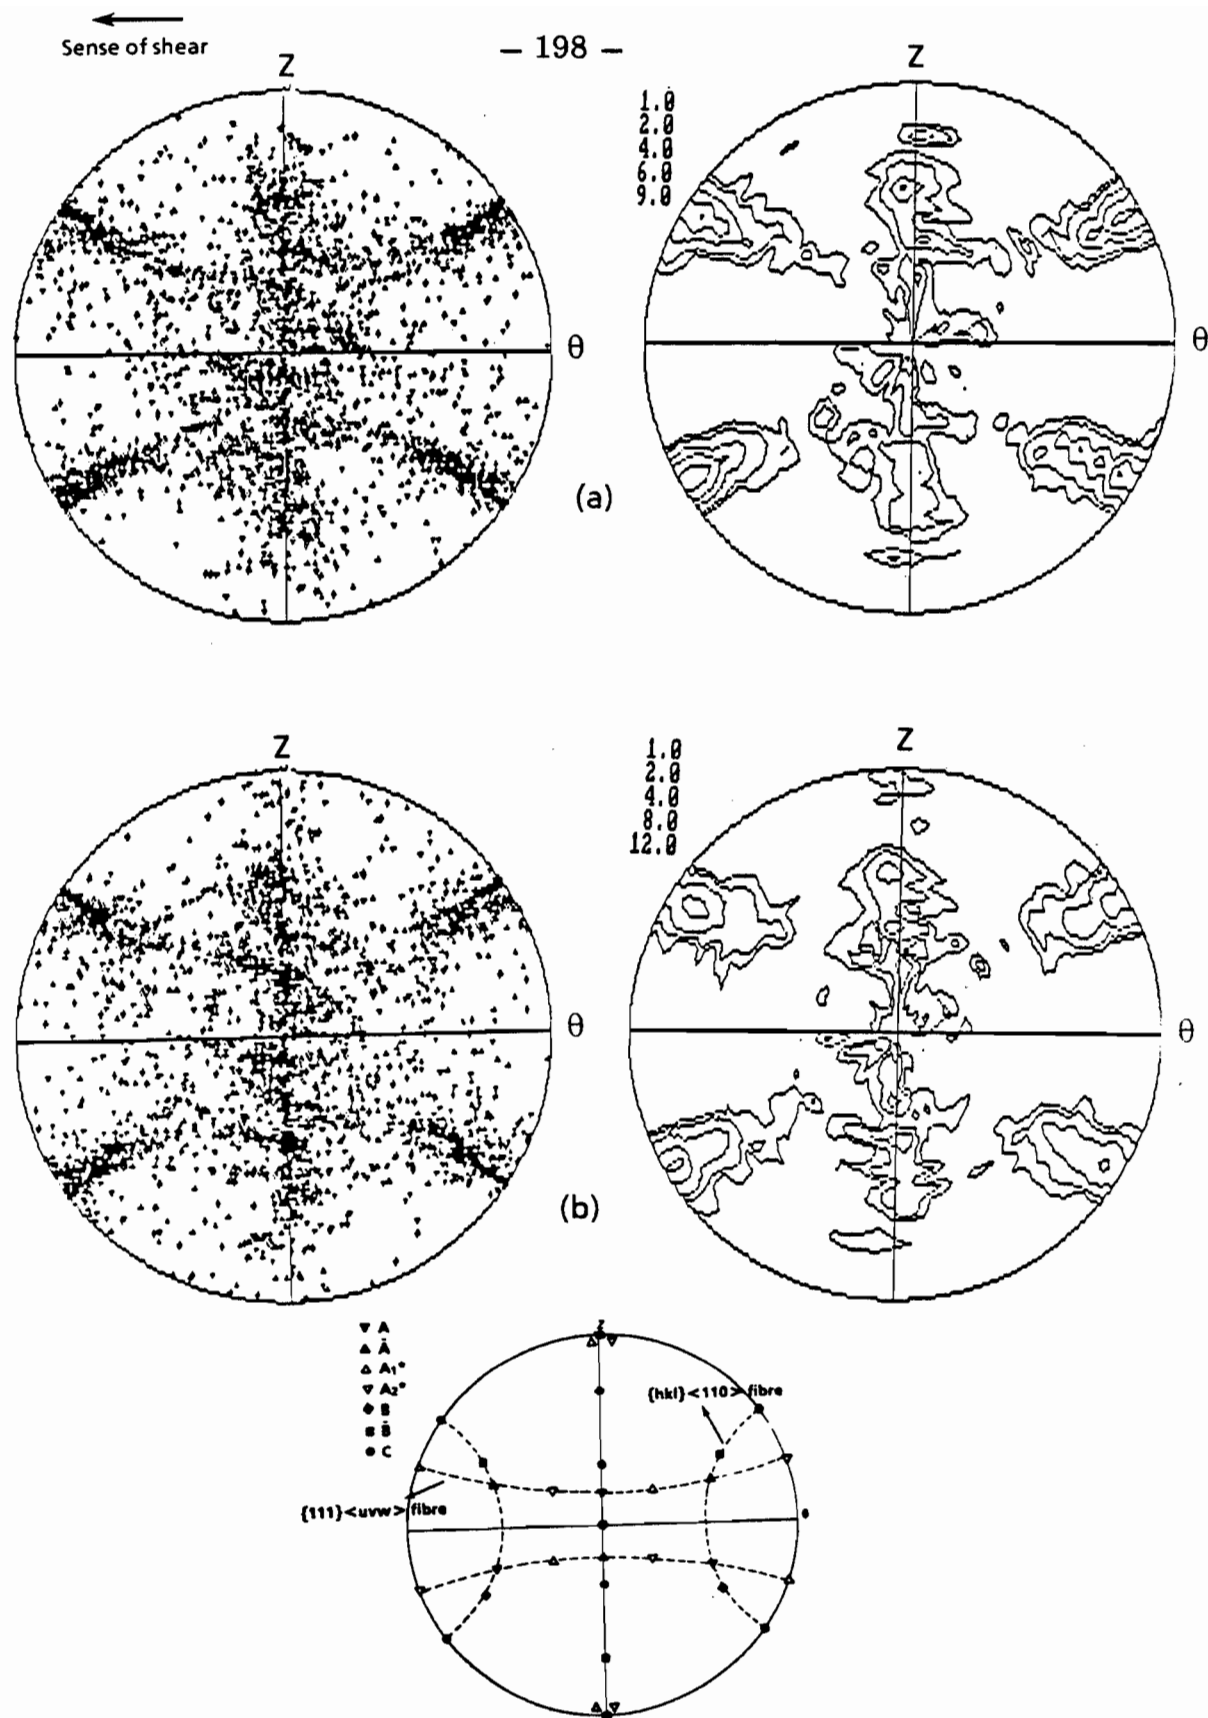 Sense of shear
– 198 –
Z
Z
1.0
2.0
4.0
6.0
9.0
θ
θ
(a)
Z
Z
1.0
2.0
4.0
8.0
12.0
θ
θ
(b)
A
Ā
A₁*
A₂*
B
B̄
C
Z
{hkl}<110> fibre
{111}<uvw> fibre
θ